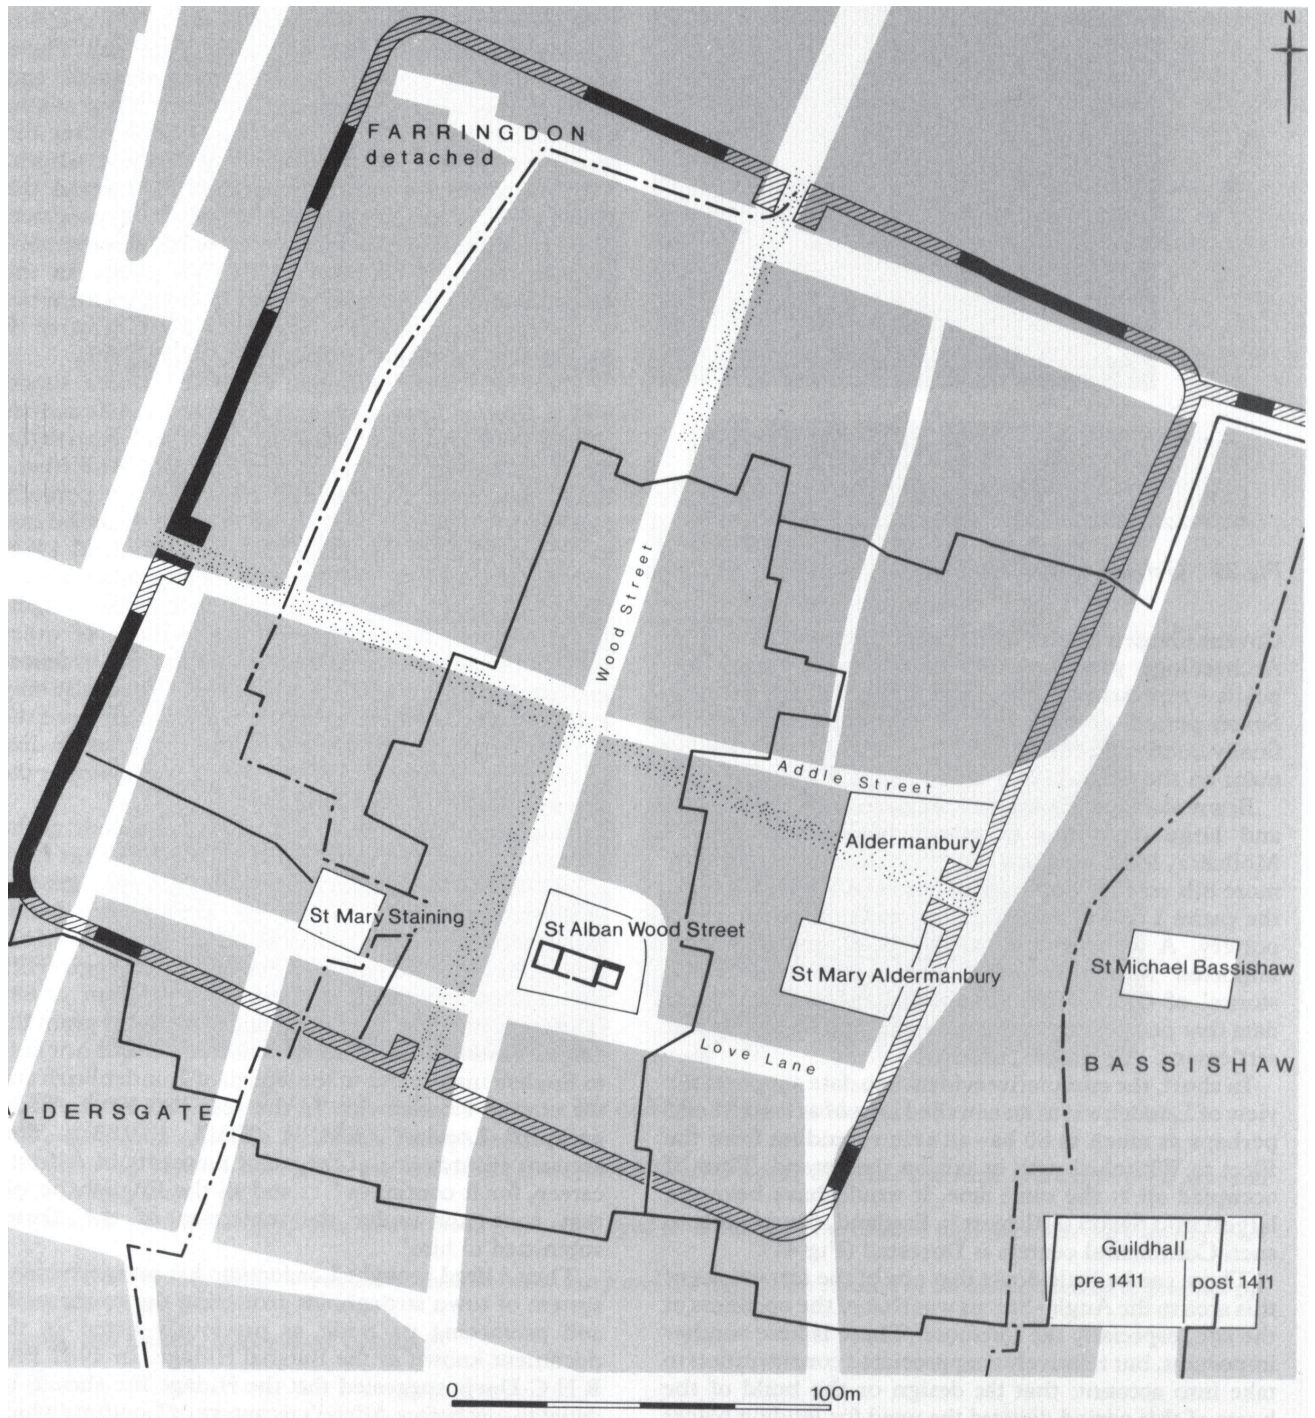 N
FARRINGDON
detached
Wood Street
Addle Street
Aldermanbury
St Mary Staining
St Alban Wood Street
St Mary Aldermanbury
St Michael Bassishaw
Love Lane
BASSISHAW
ALDERSGATE
Guildhall
pre 1411
post 1411
0
100m